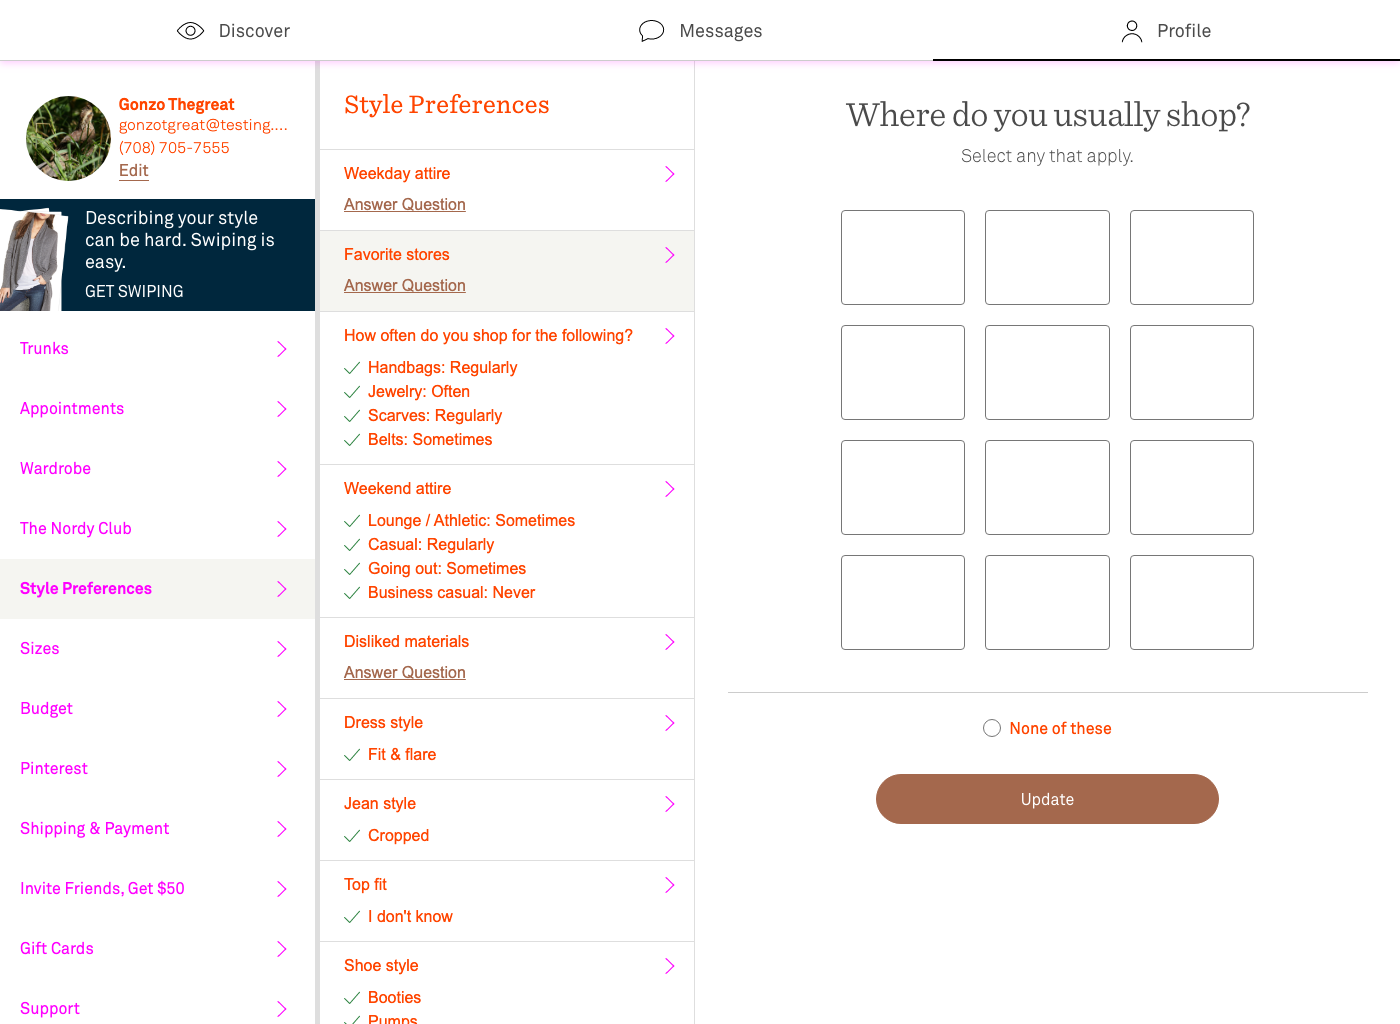 Discover
Messages
Profile
Gonzo Thegreat
gonzotgreat@testing....
(708) 705-7555
Edit
Describing your style
can be hard. Swiping is
easy.
GET SWIPING
Trunks
Appointments
Wardrobe
The Nordy Club
Style Preferences
Sizes
Budget
Pinterest
Shipping & Payment
Invite Friends, Get $50
Gift Cards
Support
Style Preferences
Weekday attire
Answer Question
Favorite stores
Answer Question
How often do you shop for the following?
Handbags: Regularly
Jewelry: Often
Scarves: Regularly
Belts: Sometimes
Weekend attire
Lounge / Athletic: Sometimes
Casual: Regularly
Going out: Sometimes
Business casual: Never
Disliked materials
Answer Question
Dress style
Fit & flare
Jean style
Cropped
Top fit
I don't know
Shoe style
Booties
Pumps
Where do you usually shop?
Select any that apply.
None of these
Update